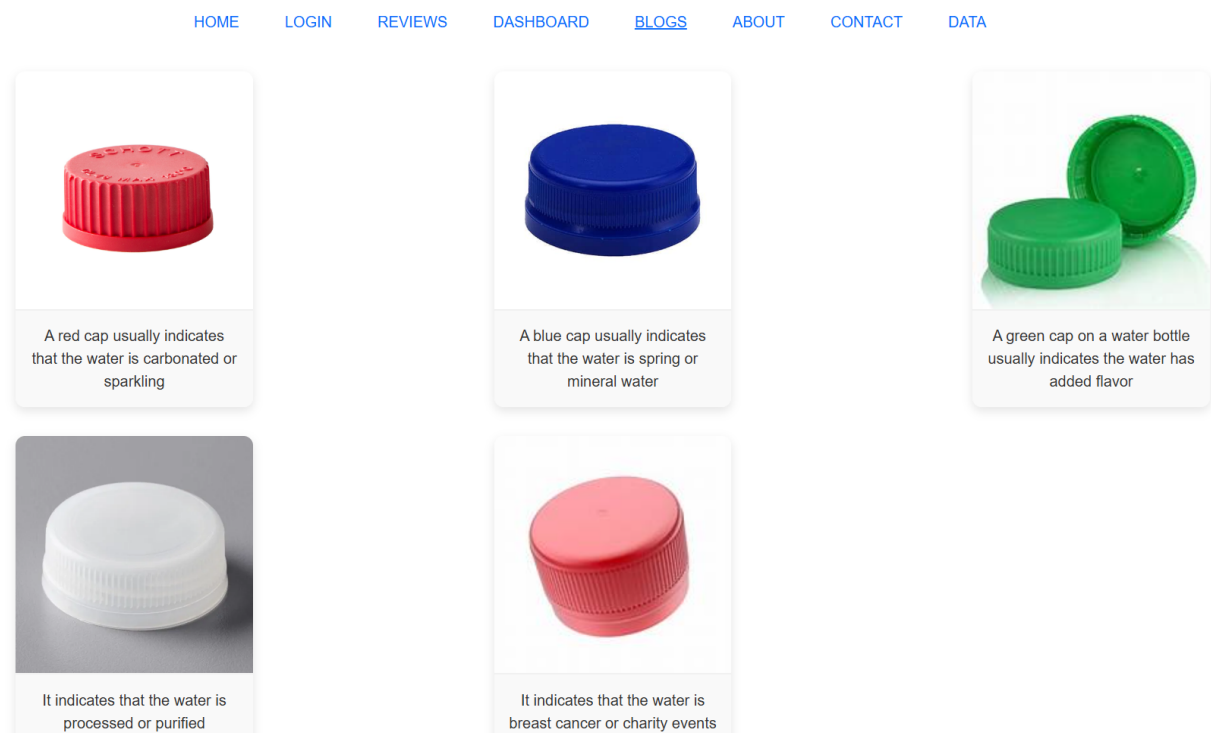 HOME LOGIN REVIEWS DASHBOARD BLOGS ABOUT CONTACT DATA
A red cap usually indicates
that the water is carbonated or
sparkling
A blue cap usually indicates
that the water is spring or
mineral water
A green cap on a water bottle
usually indicates the water has
added flavor
It indicates that the water is
processed or purified
It indicates that the water is
breast cancer or charity events